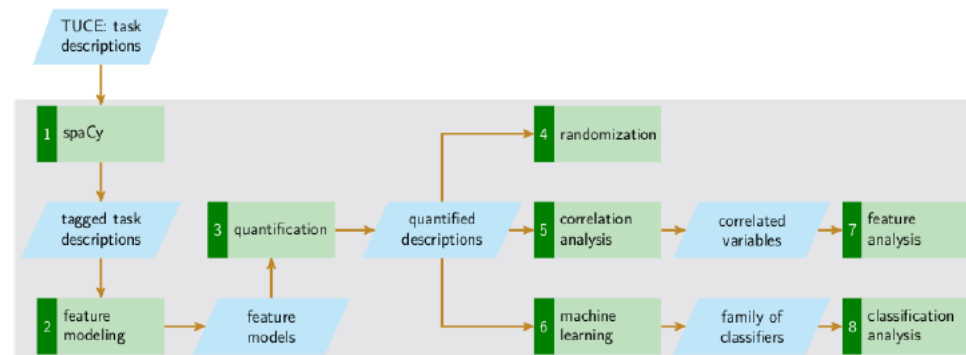 TUCE: task
descriptions
1 spaCy
4 randomization
tagged task
descriptions
3 quantification
quantified
descriptions
5 correlation
analysis
correlated
variables
7 feature
analysis
2 feature
modeling
feature
models
6 machine
learning
family of
classifiers
8 classification
analysis